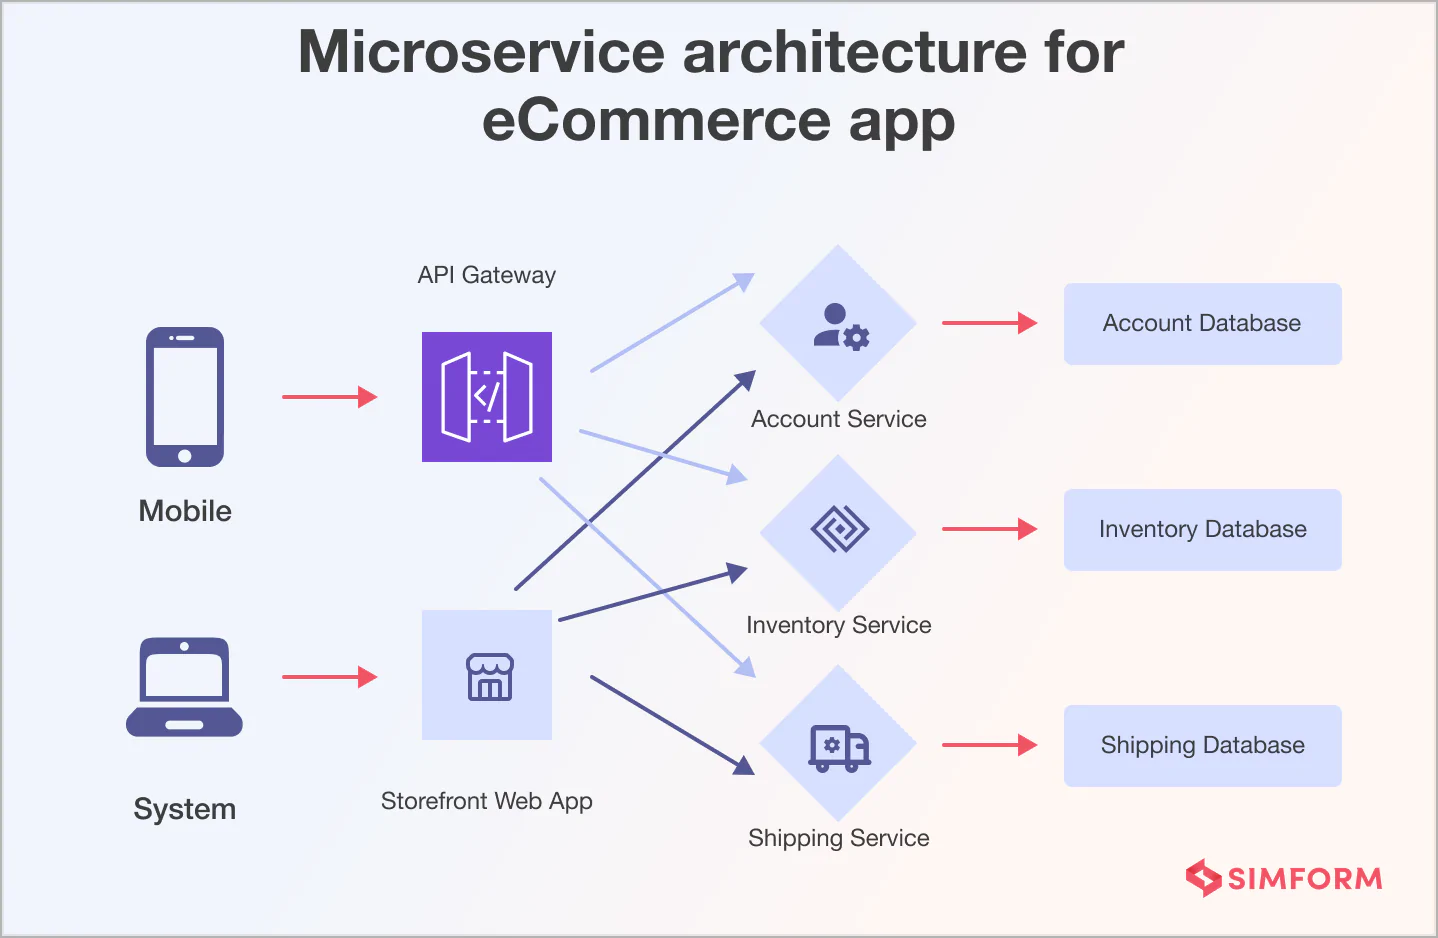 Microservice architecture for
eCommerce app
API Gateway
Mobile
Account Service
Account Database
Inventory Service
Inventory Database
System
Storefront Web App
Shipping Service
Shipping Database
SIMFORM